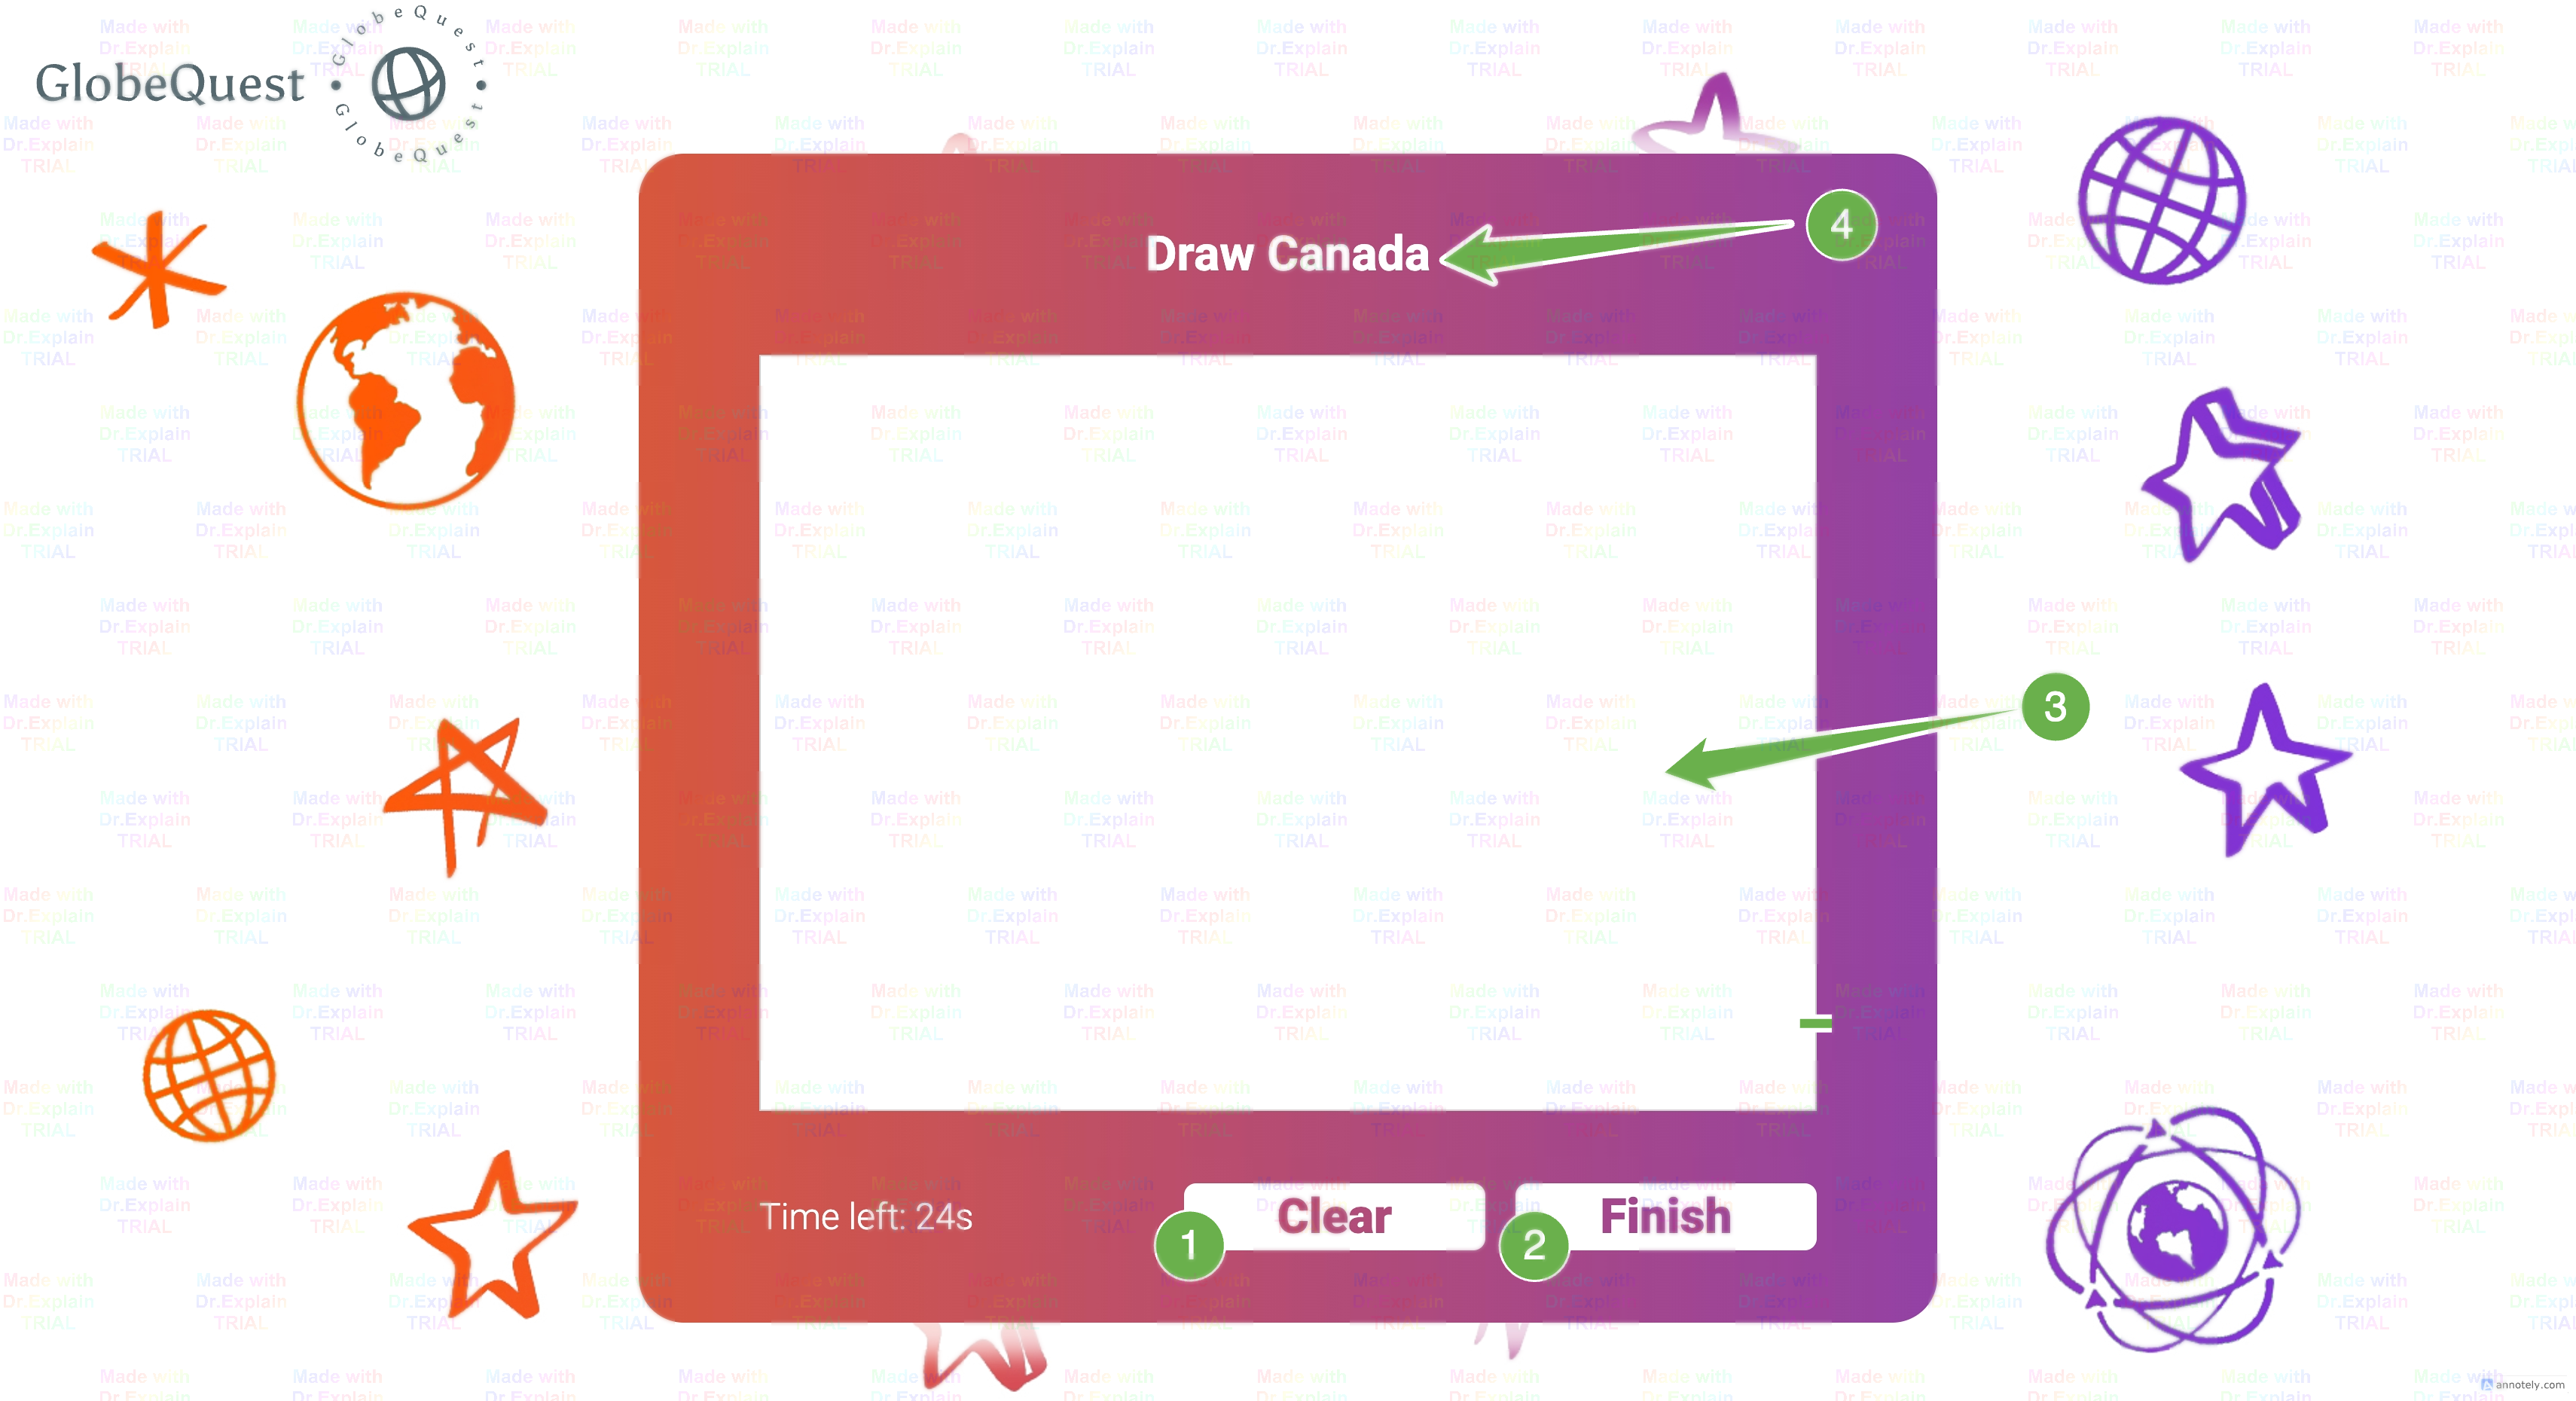 GlobeQuest
GlobeQuest
GlobeQuest
4
Draw Canada
3
Time left: 24s
Clear
Finish
1
2
annotely.com
Made with
Dr.Explain
TRIAL